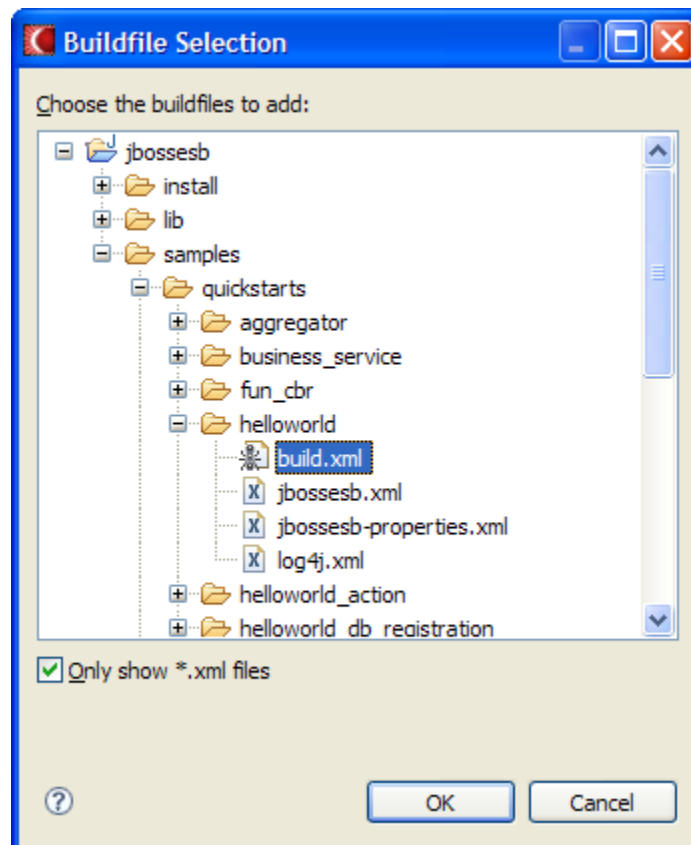 Buildfile Selection
Choose the buildfiles to add:
jbossesb
install
lib
samples
quickstarts
aggregator
business_service
fun_cbr
helloworld
build.xml
jbossesb.xml
jbossesb-properties.xml
log4j.xml
helloworld_action
helloworld_db_registration
Only show *.xml files
OK
Cancel